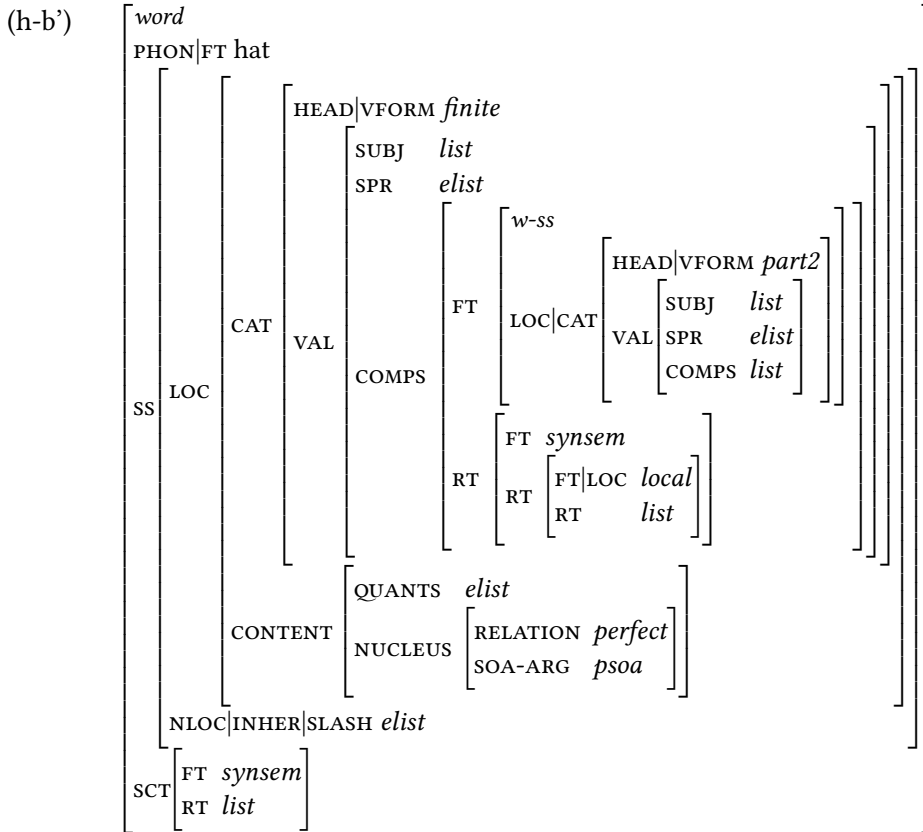 (h-b’)
word
PHON|FT hat
HEAD|VFORM finite
SUBJ list
SPR elist
w-ss
HEAD|VFORM part2
SUBJ list
FT
LOC|CAT
VAL SPR elist
CAT
VAL
COMPS list
COMPS
SS
LOC
FT synsem
RT
FT|LOC local
RT
RT list
QUANTS elist
CONTENT
RELATION perfect
NUCLEUS
SOA-ARG psoa
NLOC|INHER|SLASH elist
FT synsem
SCT
RT list